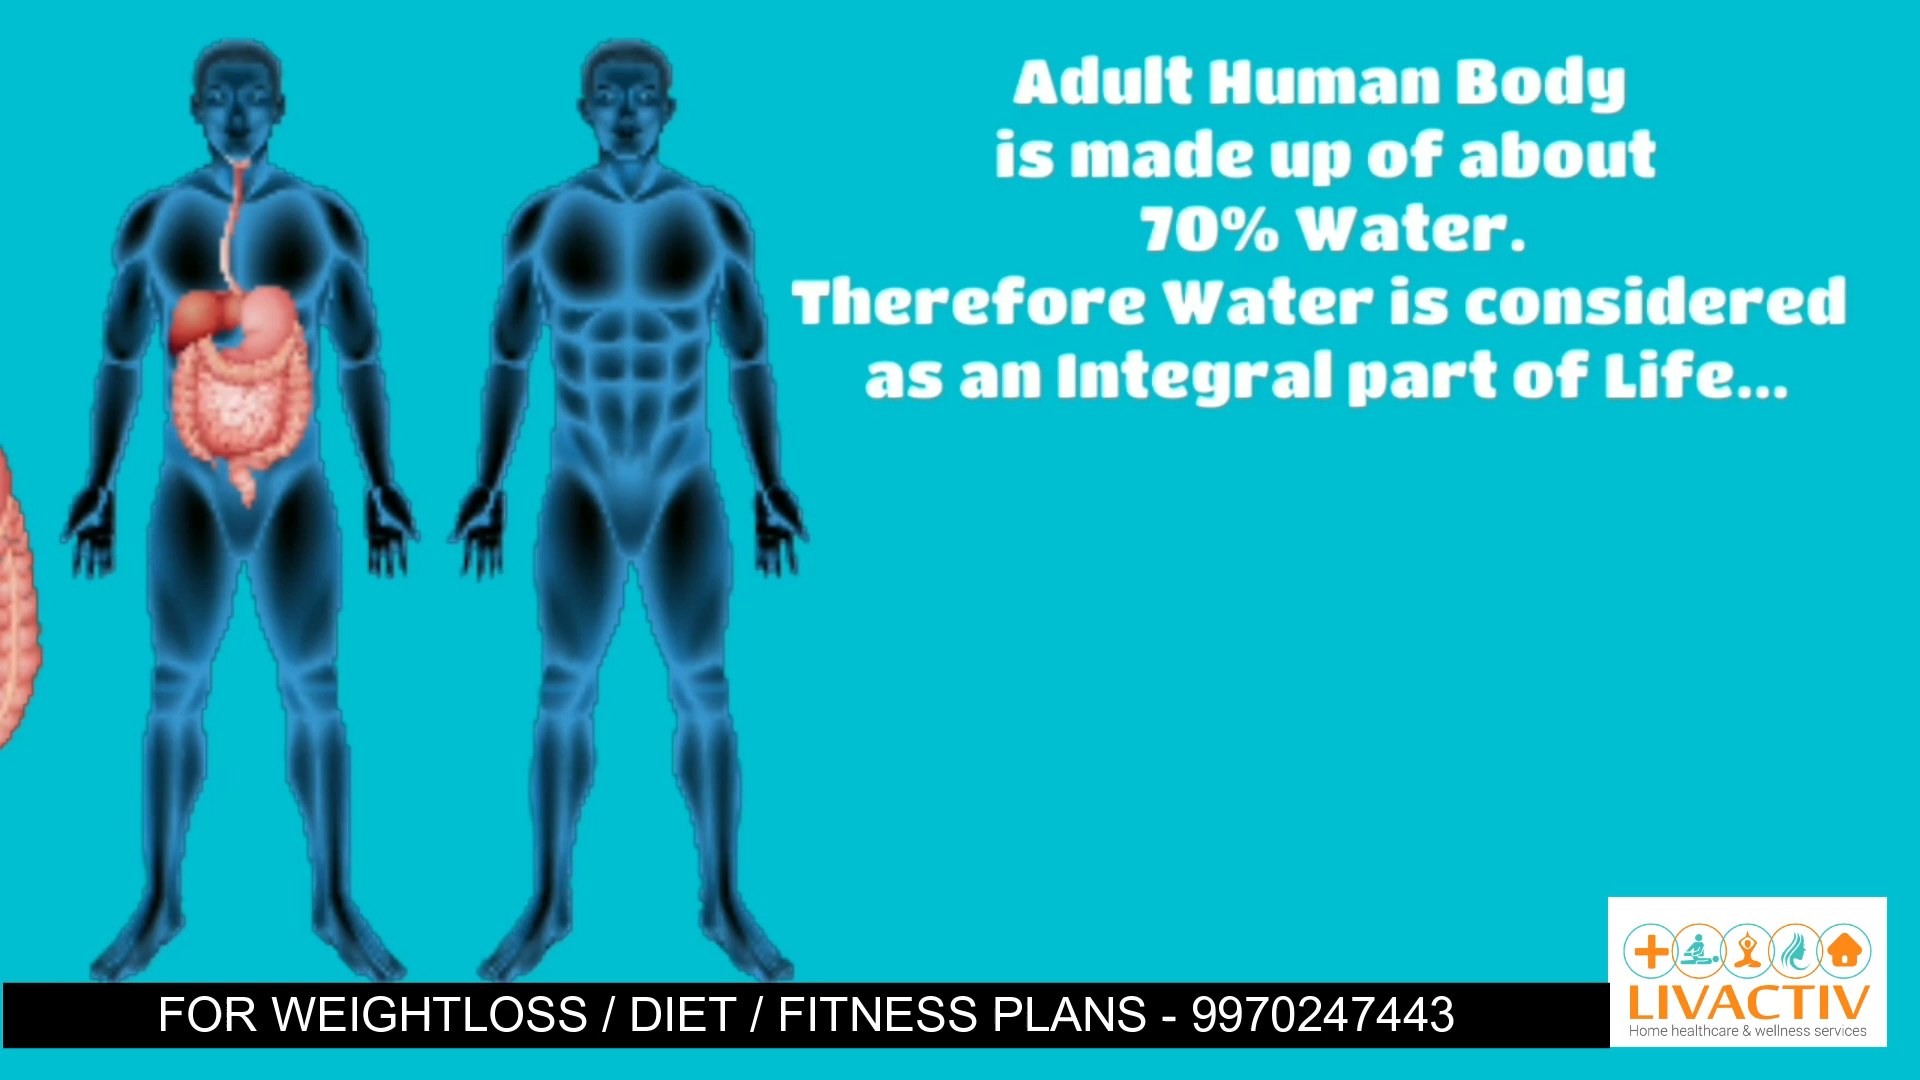 Adult Human Body
is made up of about
70% Water.
Therefore Water is considered
as an Integral part of Life...
FOR WEIGHTLOSS / DIET / FITNESS PLANS - 9970247443
LIVACTIV
Home healthcare & wellness services